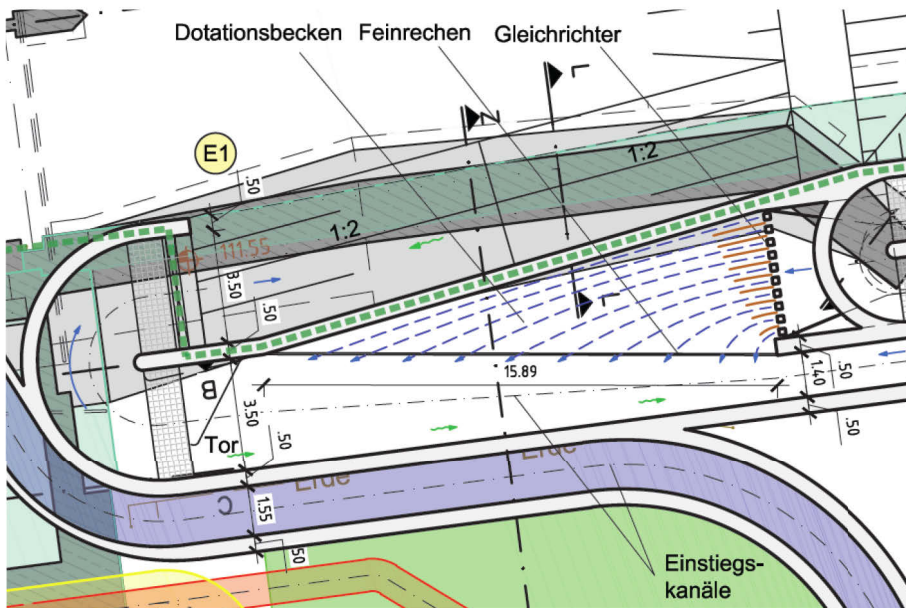 Dotationsbecken Feinrechen Gleichrichter
E1
.50
1:2
1:2
N
L
L
111.55
3.50
.50
15.89
B
3.50
.50
1.40
.50
.50
Tor
Erde
Erde
C
1.55
.50
Einstiegs-
kanäle